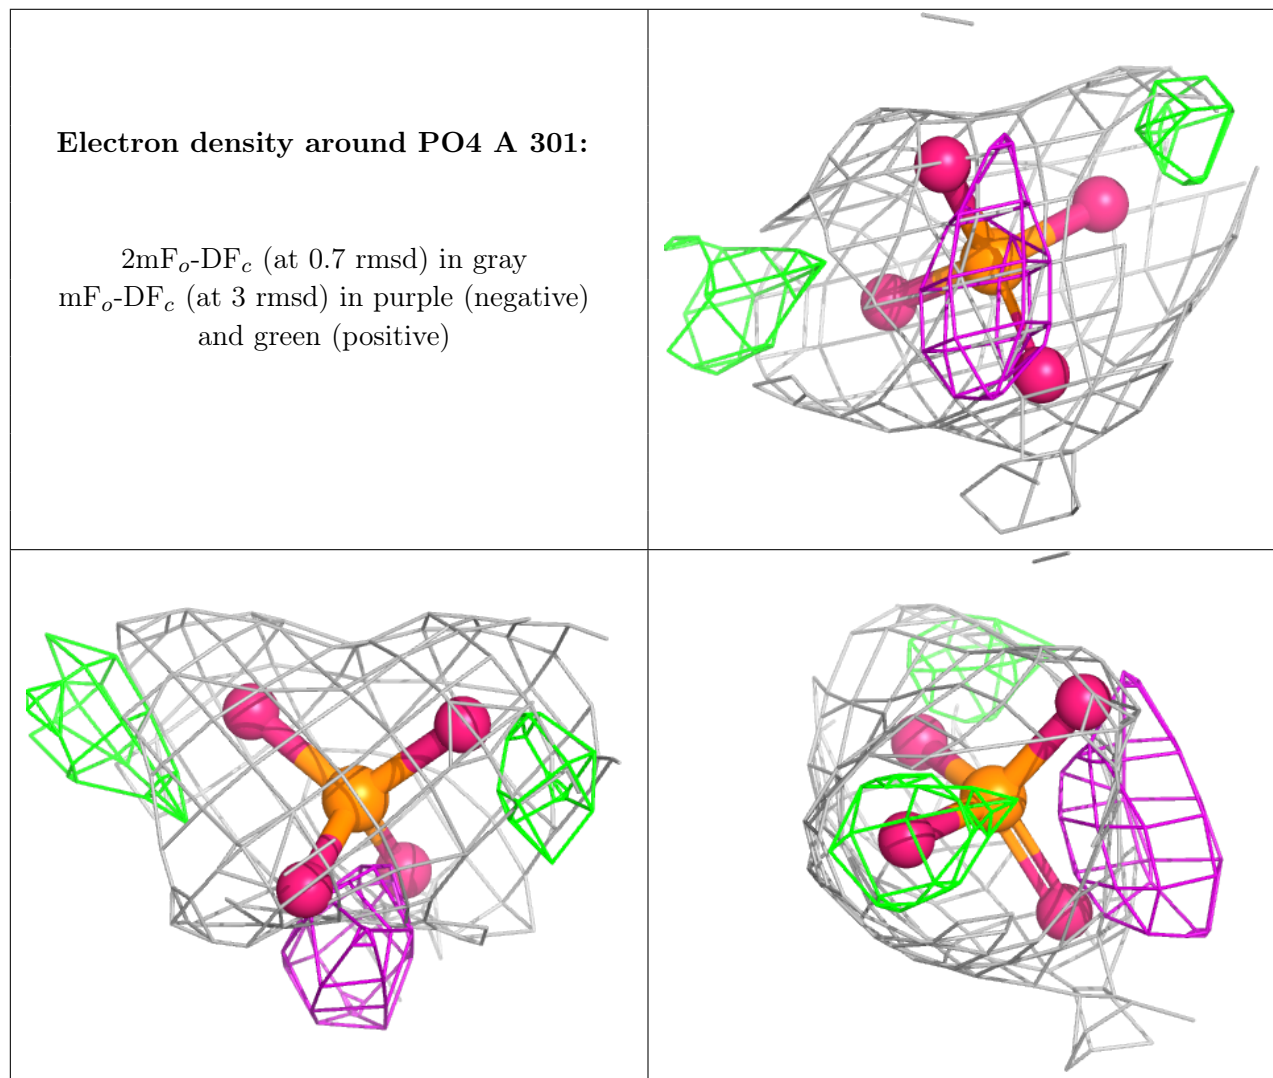 Electron density around PO4 A 301:
2mFo-DFc (at 0.7 rmsd) in gray
mFo-DFc (at 3 rmsd) in purple (negative)
and green (positive)